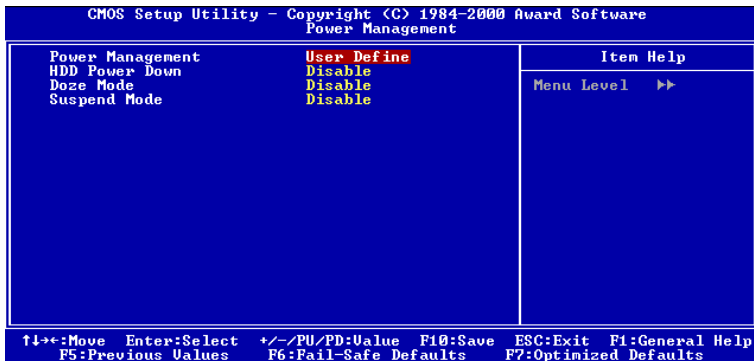 CMOS Setup Utility - Copyright (C) 1984-2000 Award Software
Power Management
Power Management User Define
HDD Power Down Disable
Doze Mode Disable
Suspend Mode Disable
Item Help
Menu Level ►►
↑↓→←:Move Enter:Select +/-/PU/PD:Value F10:Save ESC:Exit F1:General Help
F5:Previous Values F6:Fail-Safe Defaults F7:Optimized Defaults